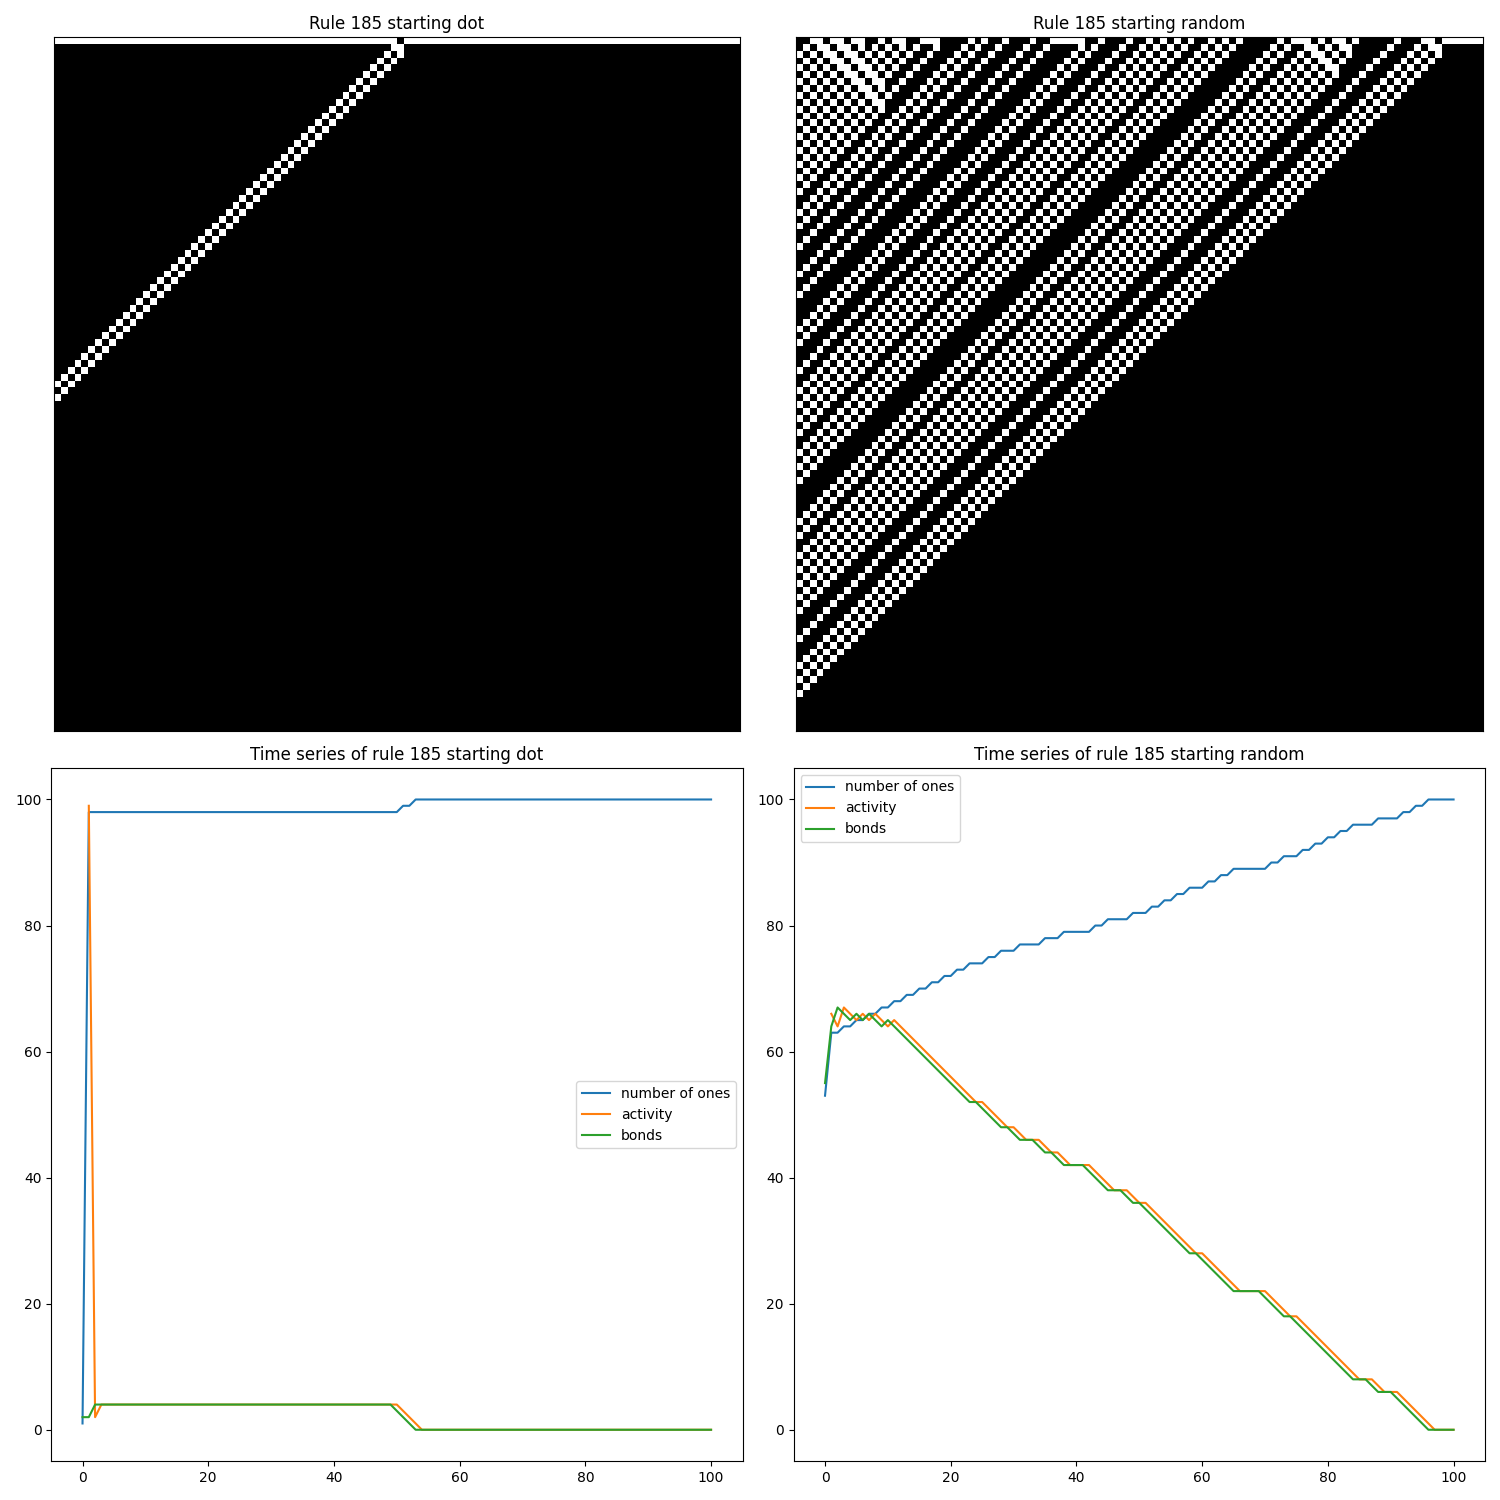 Rule 185 starting dot
Rule 185 starting random
Time series of rule 185 starting dot
100
80
60
40
20
0
0 20 40 60 80 100
number of ones
activity
bonds
Time series of rule 185 starting random
number of ones
activity
bonds
100
80
60
40
20
0
0 20 40 60 80 100